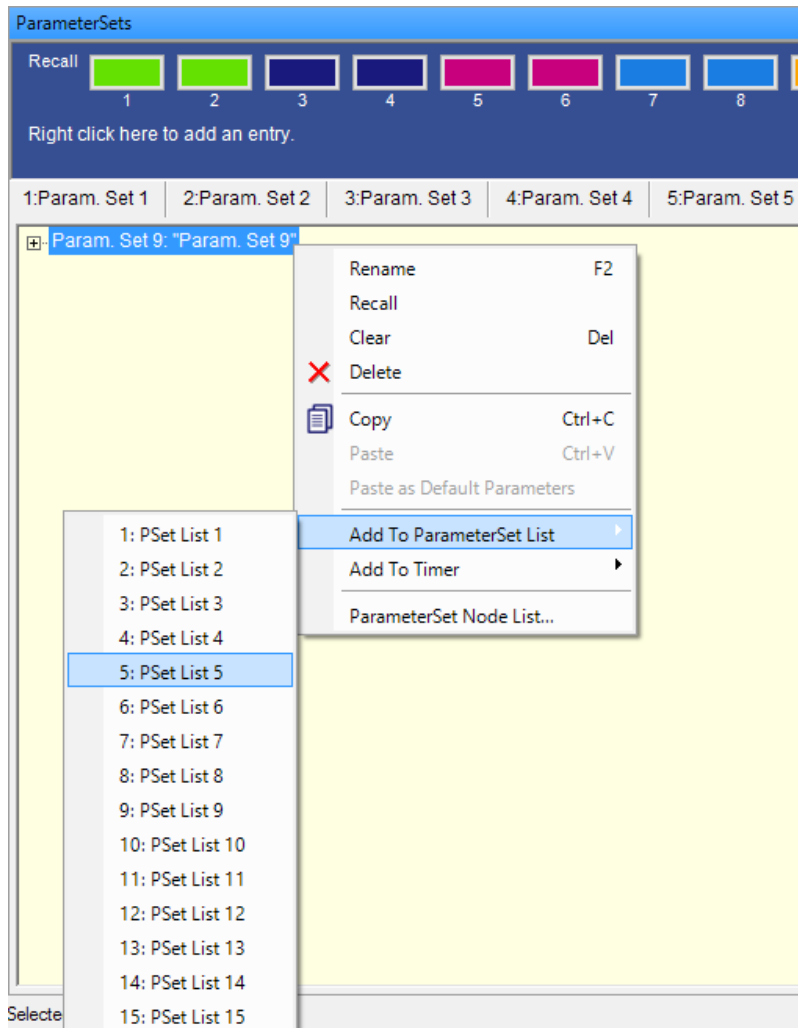 ParameterSets
Recall
1 2 3 4 5 6 7 8
Right click here to add an entry.
1:Param. Set 1 2:Param. Set 2 3:Param. Set 3 4:Param. Set 4 5:Param. Set 5
Param. Set 9: "Param. Set 9"
Rename F2
Recall
Clear Del
Delete
Copy Ctrl+C
Paste Ctrl+V
Paste as Default Parameters
Add To ParameterSet List
Add To Timer
ParameterSet Node List...
1: PSet List 1
2: PSet List 2
3: PSet List 3
4: PSet List 4
5: PSet List 5
6: PSet List 6
7: PSet List 7
8: PSet List 8
9: PSet List 9
10: PSet List 10
11: PSet List 11
12: PSet List 12
13: PSet List 13
14: PSet List 14
15: PSet List 15
Selecte